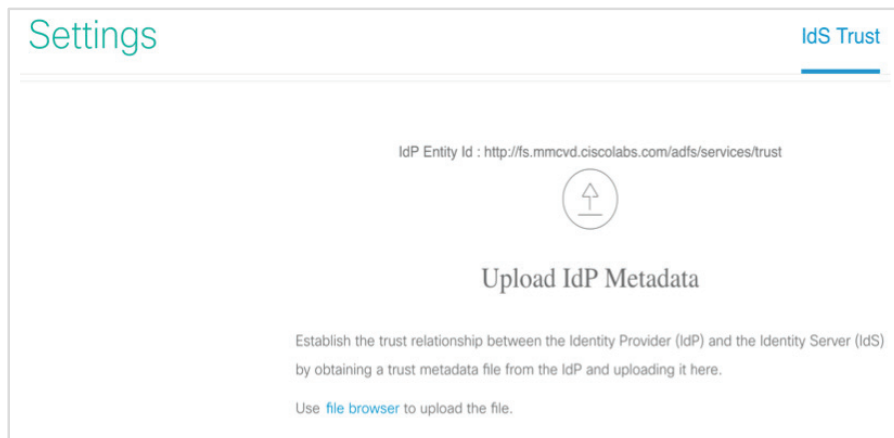 Settings
IdS Trust
IdP Entity Id : http://fs.mmcvd.ciscolabs.com/adfs/services/trust
Upload IdP Metadata
Establish the trust relationship between the Identity Provider (IdP) and the Identity Server (IdS)
by obtaining a trust metadata file from the IdP and uploading it here.
Use file browser to upload the file.